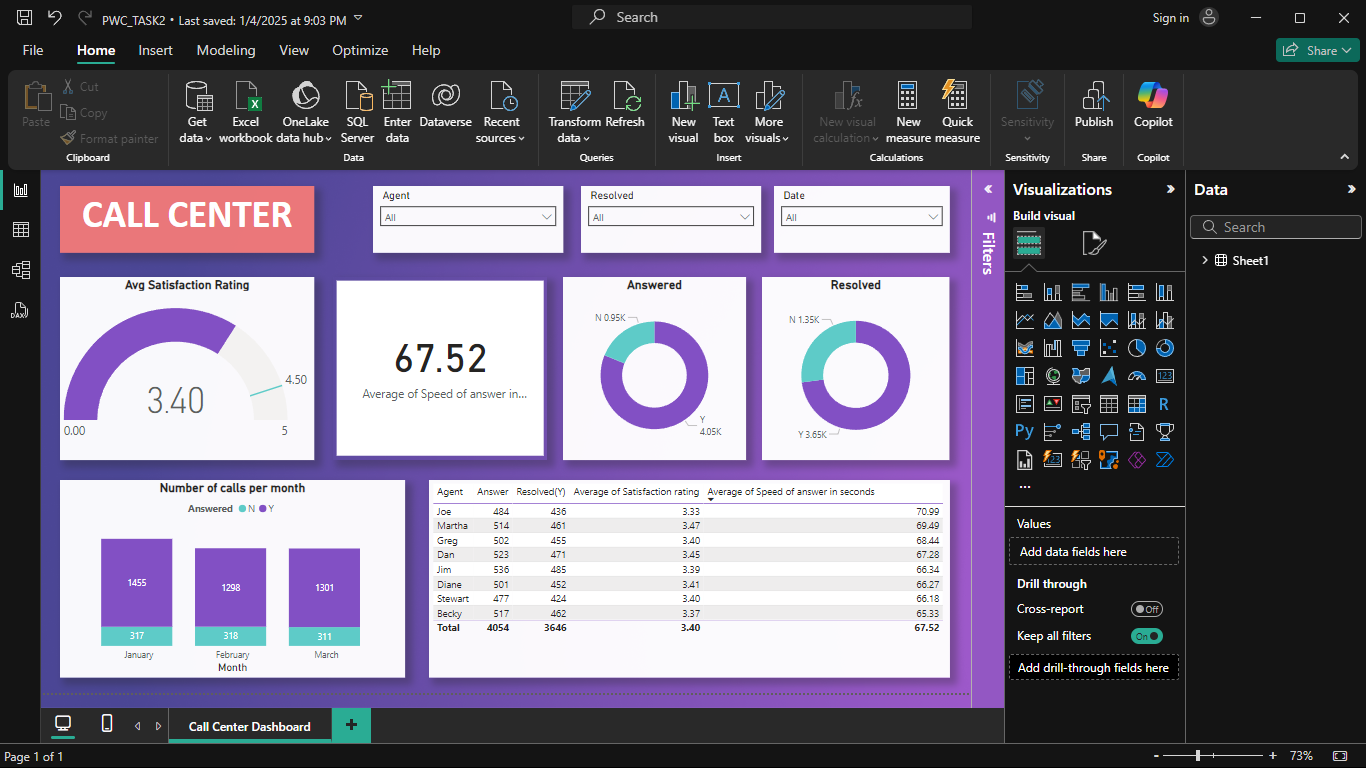 PWC_TASK2 • Last saved: 1/4/2025 at 9:03 PM
Search
Sign in
File Home Insert Modeling View Optimize Help
Share
Paste
Cut
Copy
Format painter
Clipboard
Get data
Excel workbook
OneLake data hub
SQL Server
Enter data
Dataverse
Recent sources
Data
Transform data
Refresh
Queries
New visual
Text box
More visuals
Insert
New visual calculation
New measure
Quick measure
Calculations
Sensitivity
Sensitivity
Publish
Share
Copilot
Copilot
CALL CENTER
Agent
All
Resolved
All
Date
All
Avg Satisfaction Rating
4.50
3.40
0.00
5
67.52
Average of Speed of answer in...
Answered
N 0.95K
Y
4.05K
Resolved
N 1.35K
Y 3.65K
Number of calls per month
Answered N Y
1455 1298 1301
317 318 311
January February March
Month
Agent Answer Resolved(Y) Average of Satisfaction rating Average of Speed of answer in seconds
Joe 484 436 3.33 70.99
Martha 514 461 3.47 69.49
Greg 502 455 3.40 68.44
Dan 523 471 3.45 67.28
Jim 536 485 3.39 66.34
Diane 501 452 3.41 66.27
Stewart 477 424 3.40 66.18
Becky 517 462 3.37 65.33
Total 4054 3646 3.40 67.52
Filters
Visualizations
Build visual
123
R
Py
123
...
Values
Add data fields here
Drill through
Cross-report Off
Keep all filters On
Add drill-through fields here
Data
Search
Sheet1
DAX
Call Center Dashboard
+
Page 1 of 1
- + 73%